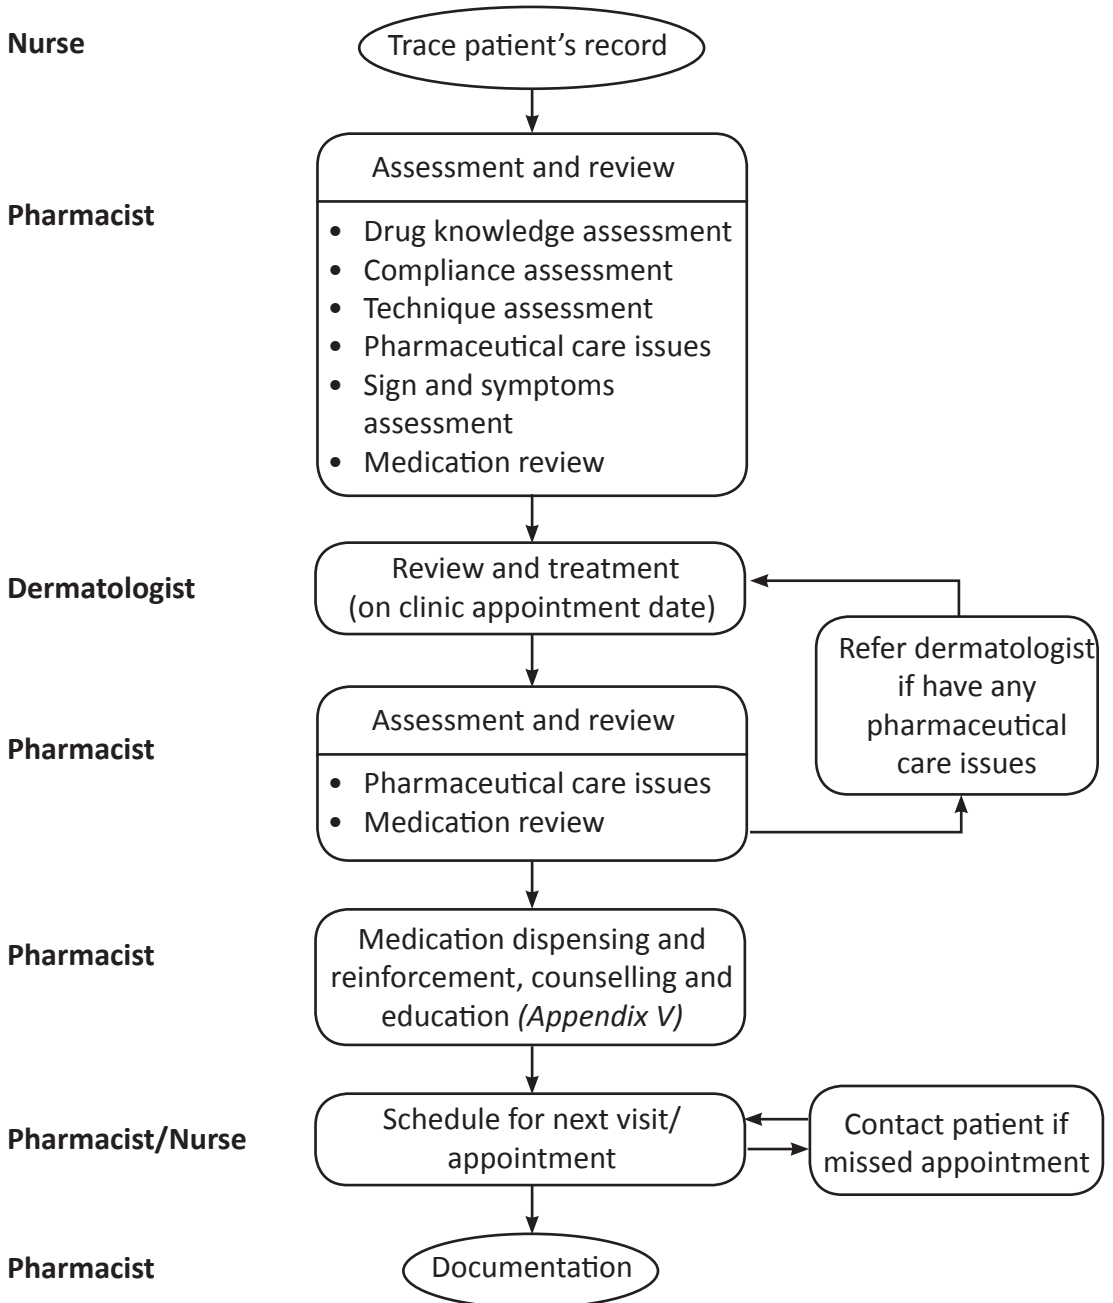 Nurse
Trace patient's record
Assessment and review
Pharmacist
• Drug knowledge assessment
• Compliance assessment
• Technique assessment
• Pharmaceutical care issues
• Sign and symptoms
assessment
• Medication review
Dermatologist
Review and treatment
(on clinic appointment date)
Refer dermatologist
if have any
pharmaceutical
care issues
Pharmacist
Assessment and review
• Pharmaceutical care issues
• Medication review
Pharmacist
Medication dispensing and
reinforcement, counselling and
education (Appendix V)
Pharmacist/Nurse
Schedule for next visit/
appointment
Contact patient if
missed appointment
Pharmacist
Documentation